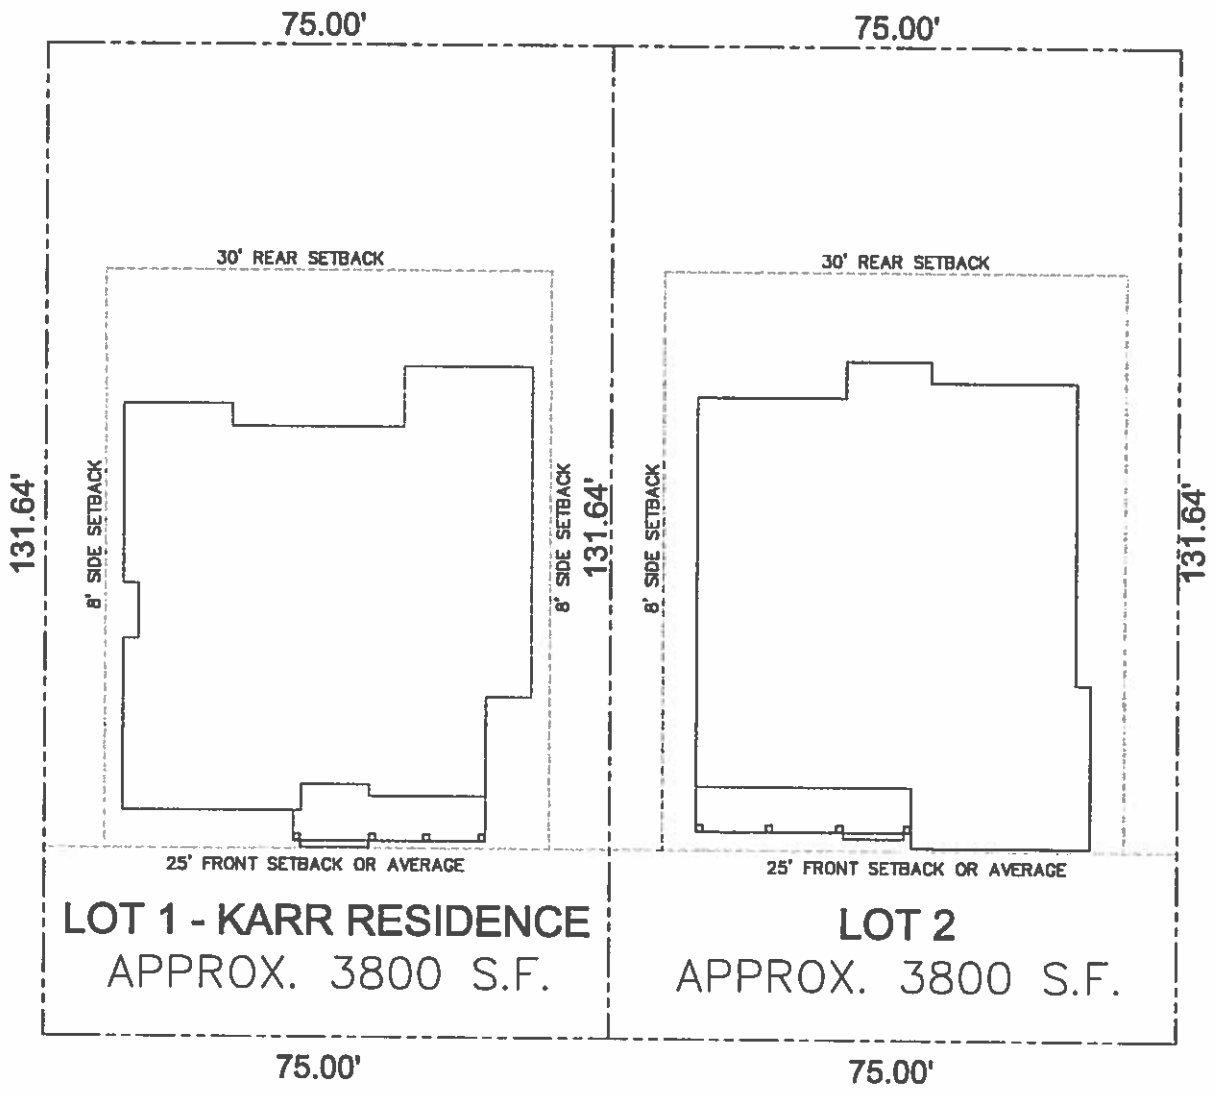 75.00'
75.00'
30' REAR SETBACK
30' REAR SETBACK
131.64'
8' SIDE SETBACK
8' SIDE SETBACK
131.64'
8' SIDE SETBACK
131.64'
25' FRONT SETBACK OR AVERAGE
25' FRONT SETBACK OR AVERAGE
LOT 1 - KARR RESIDENCE
APPROX. 3800 S.F.
LOT 2
APPROX. 3800 S.F.
75.00'
75.00'